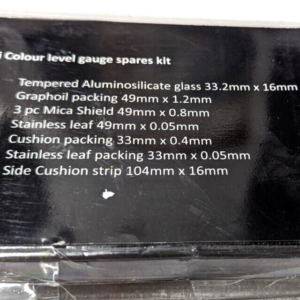 i Colour level gauge spares kit
Tempered Aluminosilicate glass 33.2mm x 16mm
Graphoil packing 49mm x 1.2mm
3 pc Mica Shield 49mm x 0.8mm
Stainless leaf 49mm x 0.05mm
Cushion packing 33mm x 0.4mm
Stainless leaf packing 33mm x 0.05mm
Side Cushion strip 104mm x 16mm